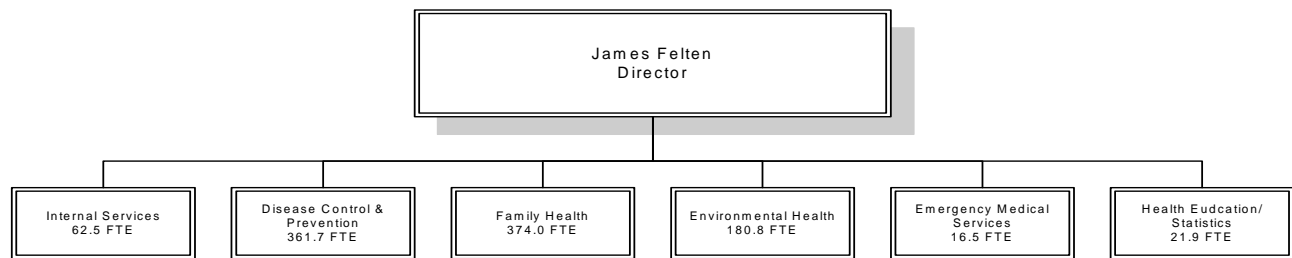 James Felten
Director
Internal Services
62.5 FTE
Disease Control &
Prevention
361.7 FTE
Family Health
374.0 FTE
Environmental Health
180.8 FTE
Emergency Medical
Services
16.5 FTE
Health Eudcation/
Statistics
21.9 FTE